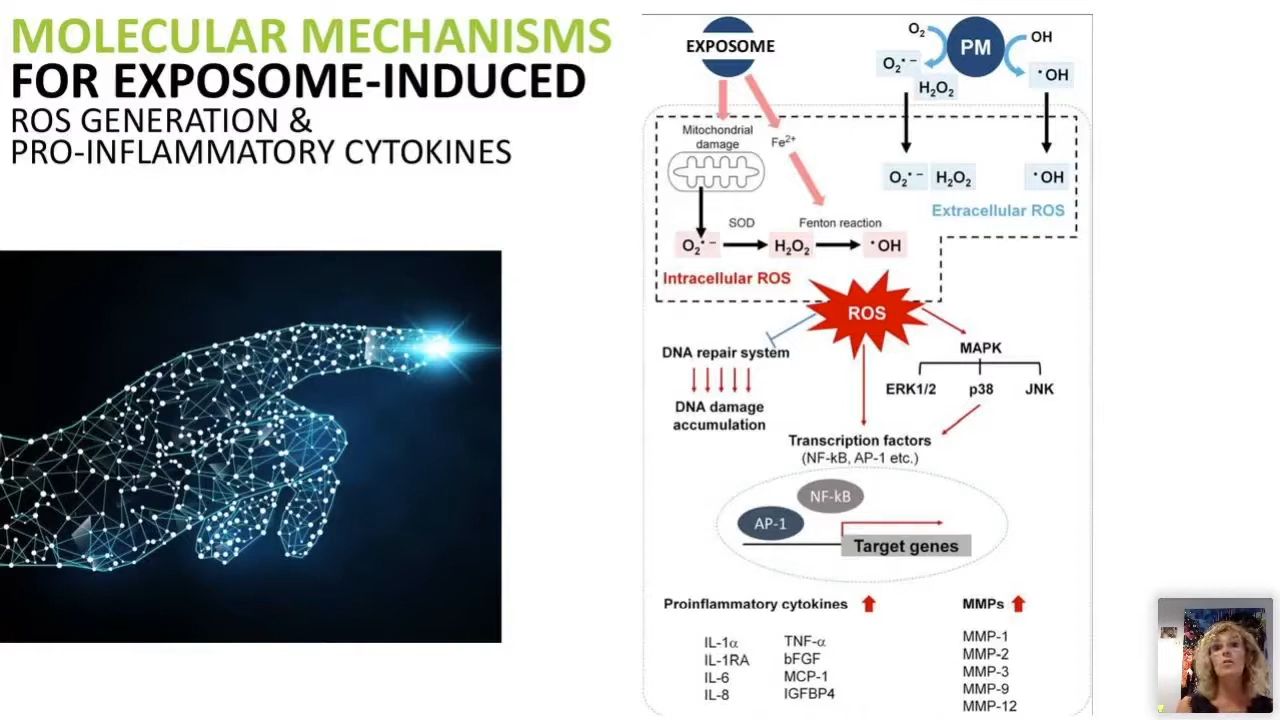 MOLECULAR MECHANISMS
FOR EXPOSOME-INDUCED
ROS GENERATION &
PRO-INFLAMMATORY CYTOKINES
EXPOSOME
O₂
PM
OH
O₂•−
H₂O₂
•OH
Mitochondrial
damage
Fe²⁺
O₂•− H₂O₂ •OH
Extracellular ROS
SOD
Fenton reaction
O₂•− H₂O₂ •OH
Intracellular ROS
ROS
DNA repair system
MAPK
ERK1/2 p38 JNK
DNA damage
accumulation
Transcription factors
(NF-kB, AP-1 etc.)
NF-kB
AP-1
Target genes
Proinflammatory cytokines
IL-1α TNF-α
IL-1RA bFGF
IL-6 MCP-1
IL-8 IGFBP4
MMPs
MMP-1
MMP-2
MMP-3
MMP-9
MMP-12